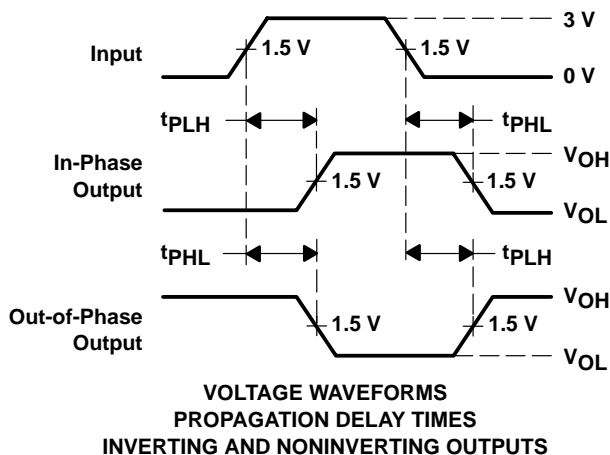 3 V
Input
1.5 V
1.5 V
0 V
tPLH
tPHL
In-Phase
Output
VOH
1.5 V
1.5 V
VOL
tPHL
tPLH
Out-of-Phase
Output
VOH
1.5 V
1.5 V
VOL
VOLTAGE WAVEFORMS
PROPAGATION DELAY TIMES
INVERTING AND NONINVERTING OUTPUTS